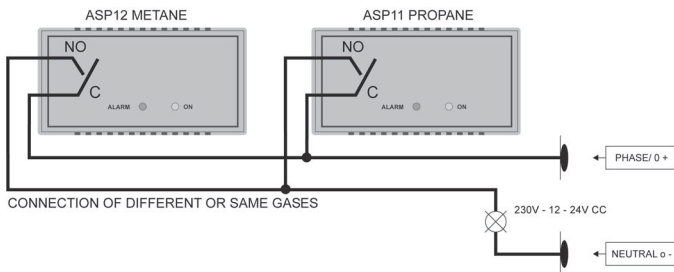 ASP12 METANE
ASP11 PROPANE
NO
C
ALARM
ON
NO
C
ALARM
ON
PHASE/ 0 +
CONNECTION OF DIFFERENT OR SAME GASES
230V - 12 - 24V CC
NEUTRAL o -